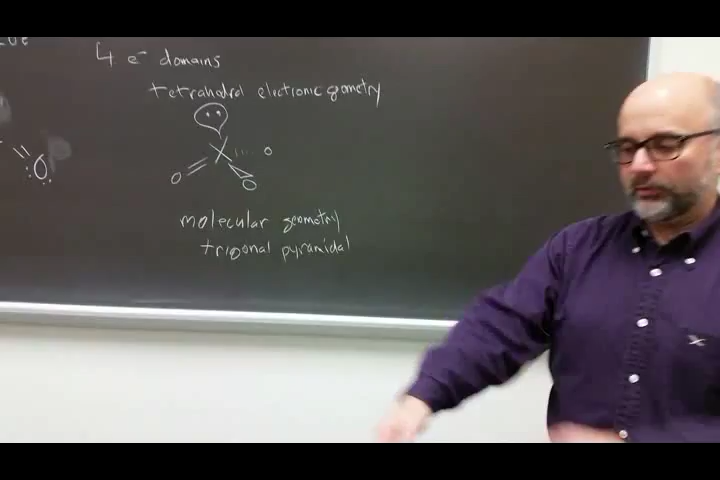 4 e⁻ domains
tetrahedral electronic geometry
X
O
O
O
O
molecular geometry
trigonal pyramidal